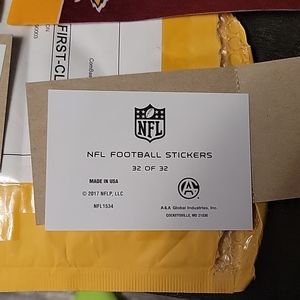 FIRST-CL
NFL
NFL FOOTBALL STICKERS
32 OF 32
MADE IN USA
© 2017 NFLP, LLC
NFL1534
A & A Global Industries, Inc.
COCKEYSVILLE, MD 21030